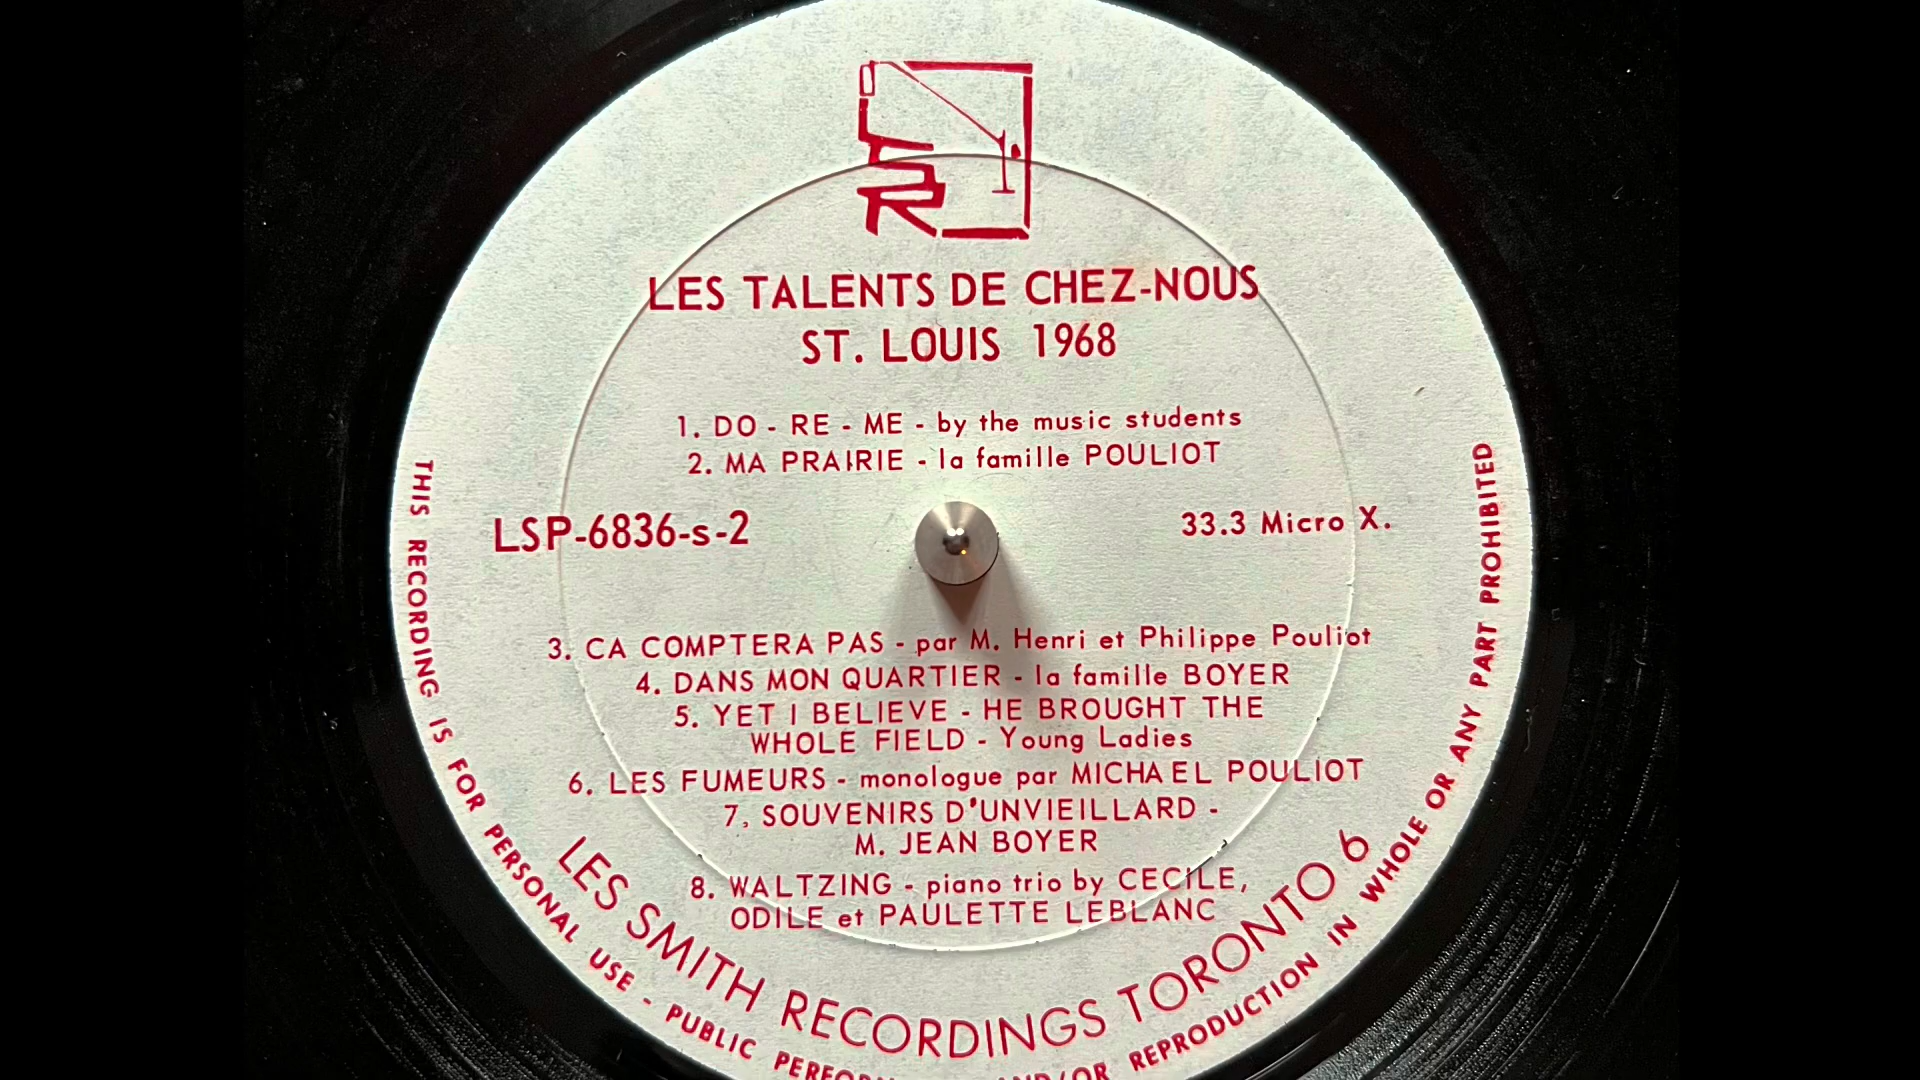 LES TALENTS DE CHEZ-NOUS
ST. LOUIS 1968
1. DO - RE - ME - by the music students
2. MA PRAIRIE - la famille POULIOT
LSP-6836-s-2
33.3 Micro X.
3. CA COMPTERA PAS - par M. Henri et Philippe Pouliot
4. DANS MON QUARTIER - la famille BOYER
5. YET I BELIEVE - HE BROUGHT THE
WHOLE FIELD - Young Ladies
6. LES FUMEURS - monologue par MICHAEL POULIOT
7. SOUVENIRS D'UNVIEILLARD -
M. JEAN BOYER
8. WALTZING - piano trio by CECILE,
ODILE et PAULETTE LEBLANC
LES SMITH RECORDINGS TORONTO 6
THIS RECORDING IS FOR PERSONAL USE - PUBLIC AND/OR REPRODUCTION IN WHOLE OR ANY PART PROHIBITED